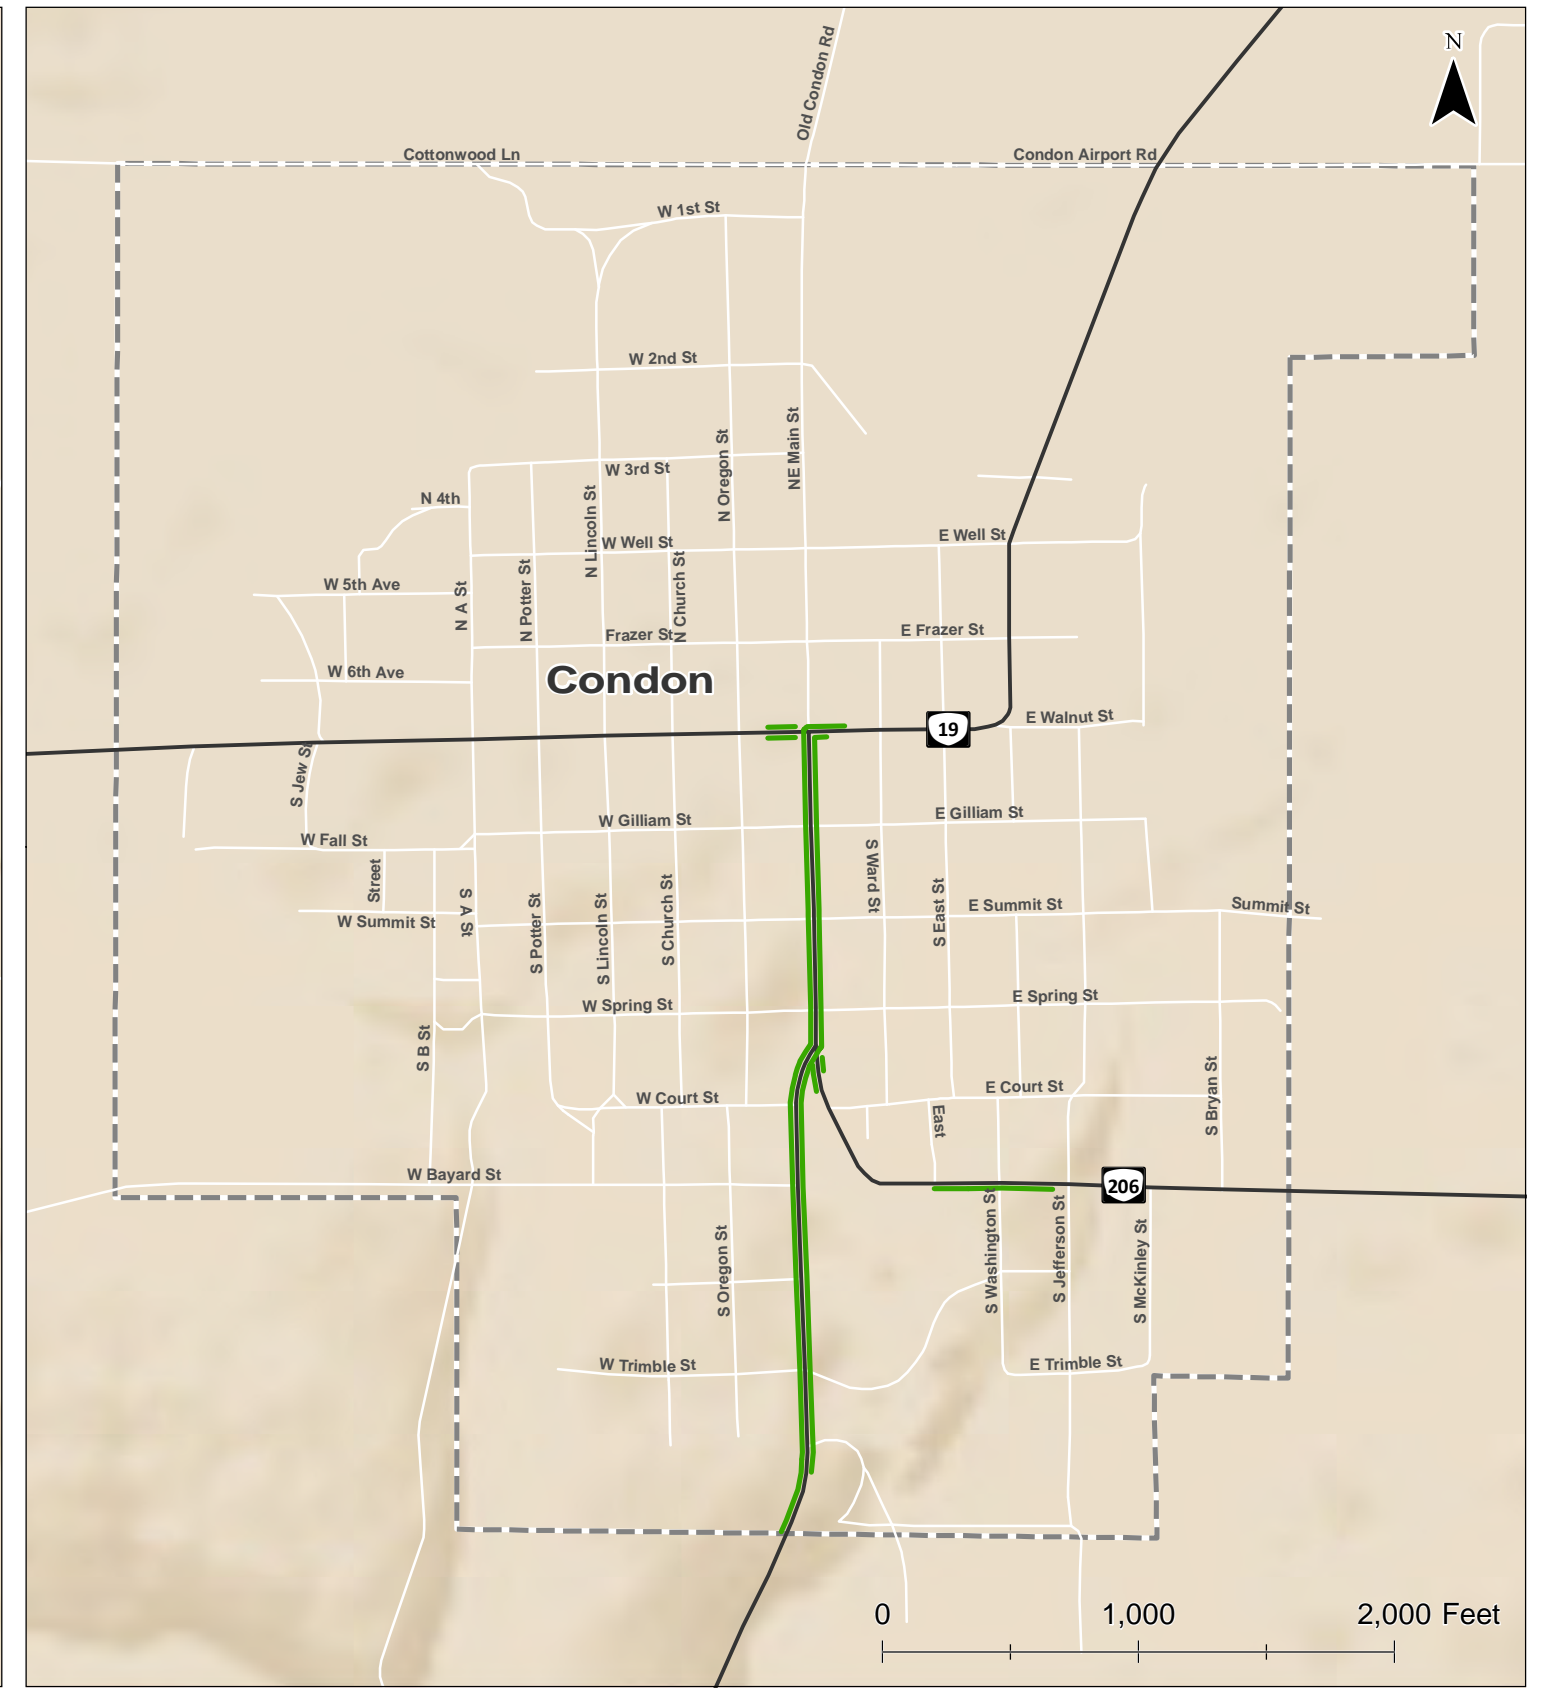 N
Old Condon Rd
Cottonwood Ln
Condon Airport Rd
W 1st St
W 2nd St
NE Main St
N Oregon St
W 3rd St
N 4th
N Lincoln St
W Well St
E Well St
N Church St
N Potter St
N A St
W 5th Ave
Frazer St
E Frazer St
W 6th Ave
Condon
19
E Walnut St
S Jew St
W Gilliam St
E Gilliam St
W Fall St
Street
S Ward St
S A St
S Potter St
S Lincoln St
S Church St
S East St
E Summit St
Summit St
W Summit St
W Spring St
E Spring St
S B St
S Bryan St
W Court St
E Court St
East
W Bayard St
206
S Oregon St
S Washington St
S Jefferson St
S McKinley St
W Trimble St
E Trimble St
0 1,000 2,000 Feet